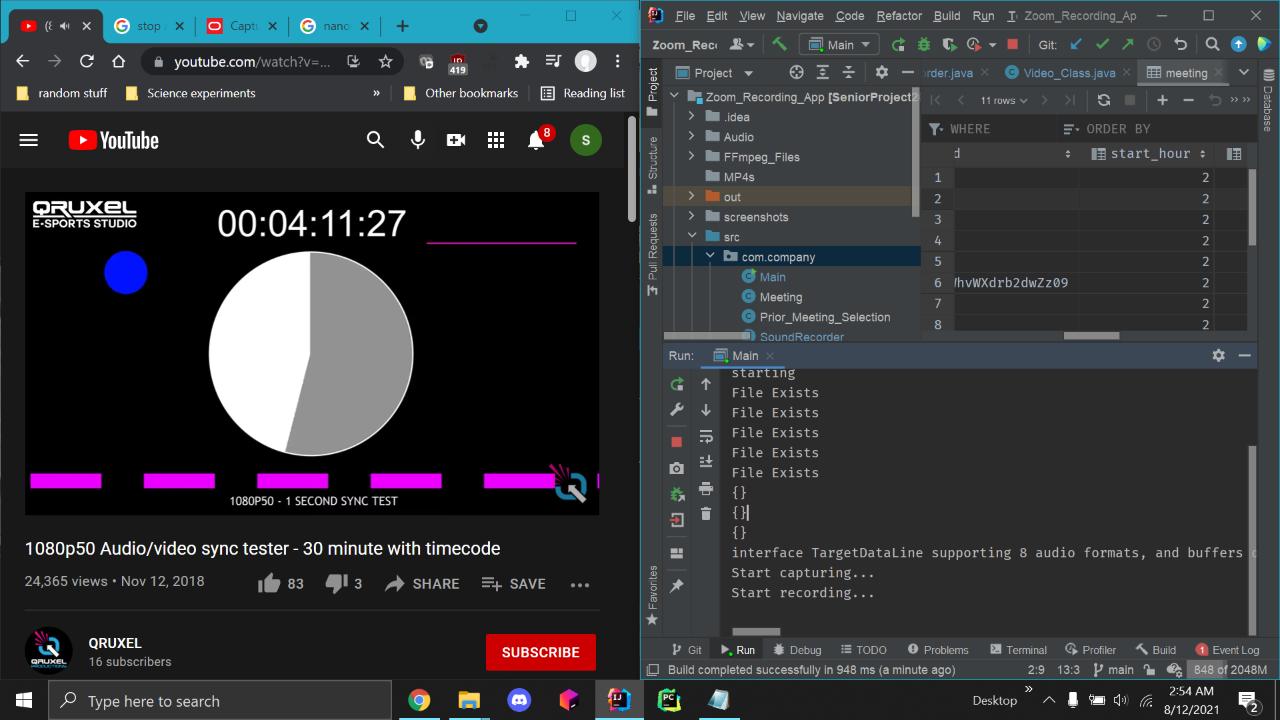 stop
Capt
nano
youtube.com/watch?v=...
419
random stuff
Science experiments
»
Other bookmarks
Reading list
YouTube
8
S
QRUXEL
E-SPORTS STUDIO
00:04:11:27
1080P50 - 1 SECOND SYNC TEST
1080p50 Audio/video sync tester - 30 minute with timecode
24,365 views • Nov 12, 2018
83
3
SHARE
SAVE
QRUXEL
PRODUCTIONS
QRUXEL
16 subscribers
SUBSCRIBE
File Edit View Navigate Code Refactor Build Run T Zoom_Recording_Ap
Zoom_Reco
Main
Git:
Project
rder.java
Video_Class.java
meeting
Project
Structure
Pull Requests
Favorites
Database
Zoom_Recording_App [SeniorProject2
.idea
Audio
FFmpeg_Files
MP4s
out
screenshots
src
com.company
Main
Meeting
Prior_Meeting_Selection
SoundRecorder
11 rows
WHERE
ORDER BY
d
start_hour
1 2
2 2
3 2
4 2
5 2
6 WhvWXdrb2dwZz09 2
7 2
8 2
Run:
Main
starting
File Exists
File Exists
File Exists
File Exists
File Exists
{}
{}
{}
interface TargetDataLine supporting 8 audio formats, and buffers o
Start capturing...
Start recording...
Git
Run
Debug
TODO
Problems
Terminal
Profiler
Build
1
Event Log
Build completed successfully in 948 ms (a minute ago)
2:9
13:3
main
848 of 2048M
Type here to search
PC
Desktop
»
2:54 AM
8/12/2021
2